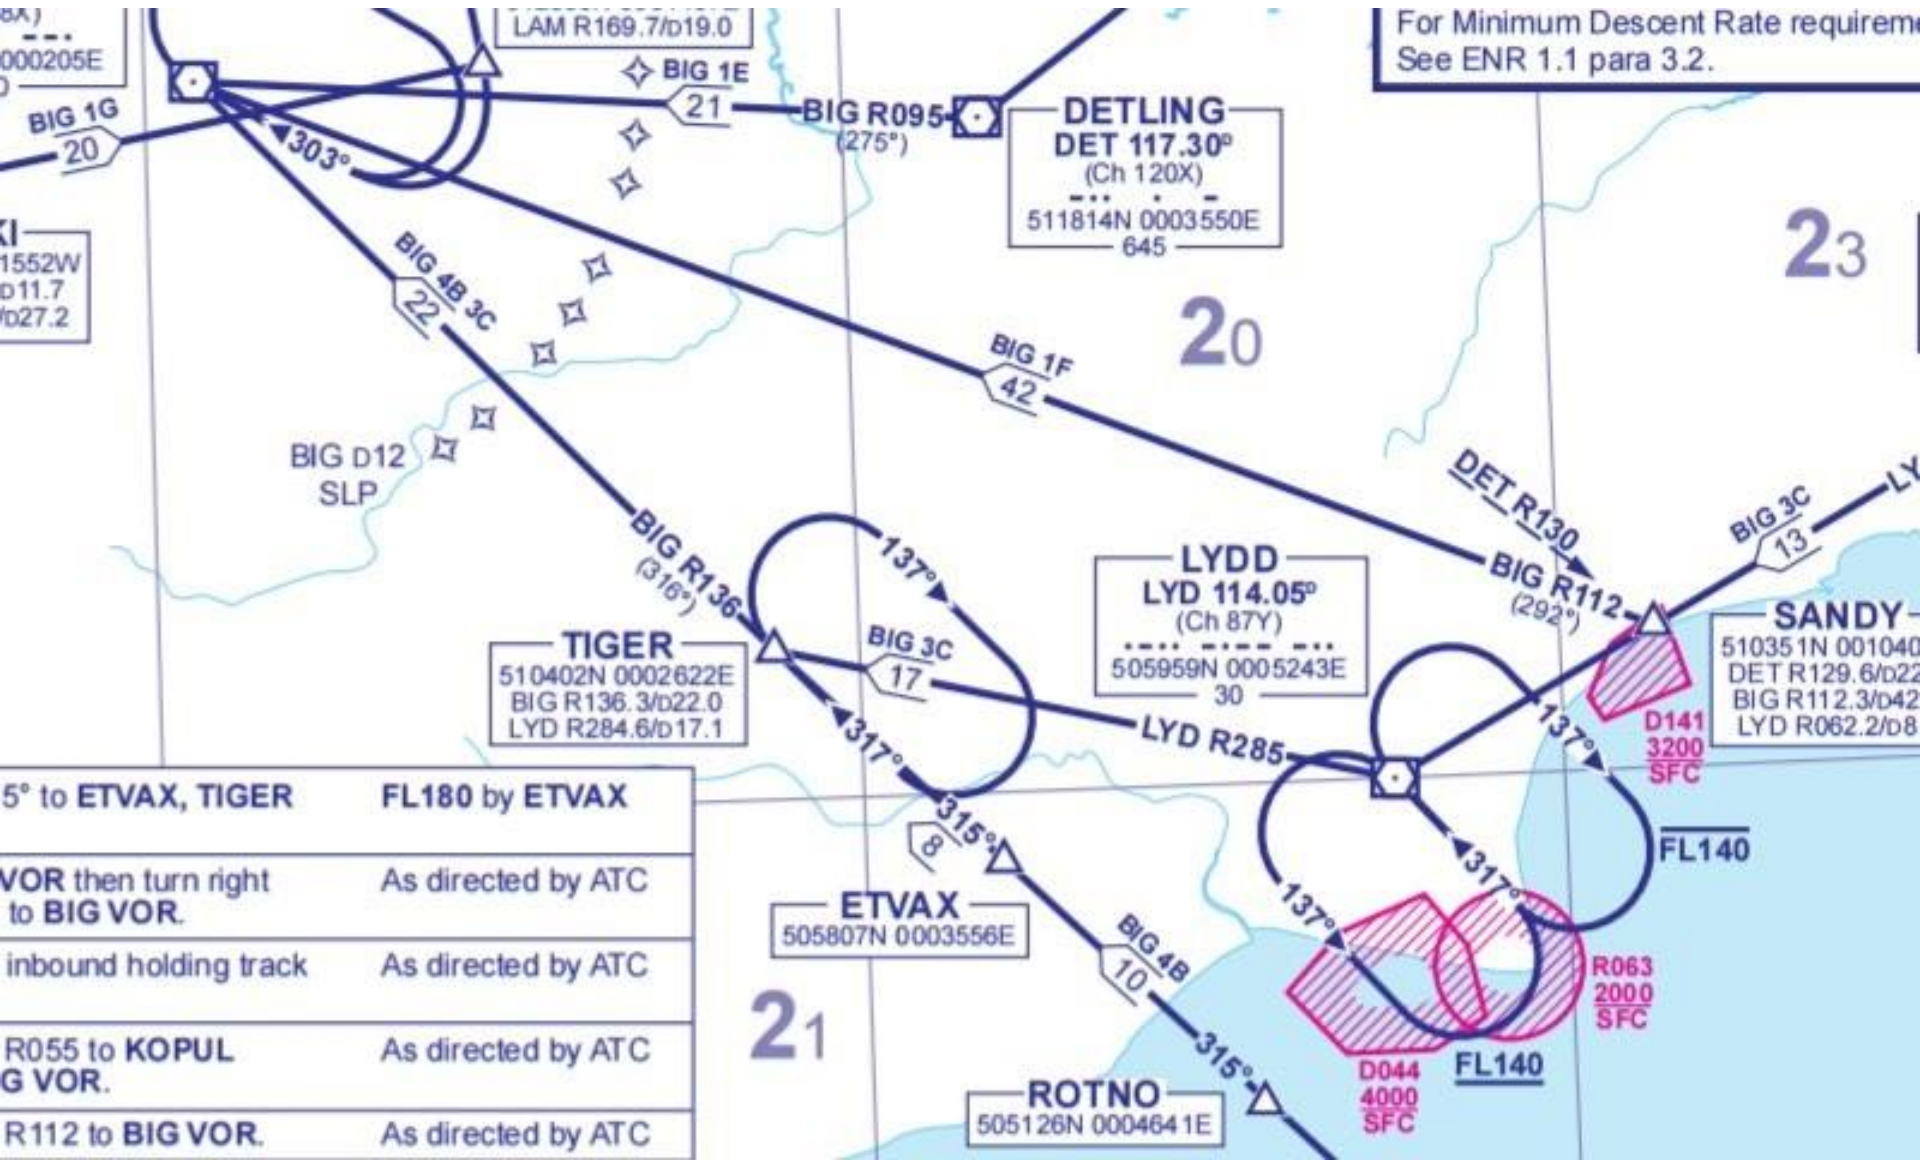 8X)
000205E
LAM R169.7/D19.0
For Minimum Descent Rate
See ENR 1.1 para 3.2.
BIG 1E
21
BIG R095
(275°)
DETLING
DET 117.30ᴰ
(Ch 120X)
-·· · -
511814N 0003550E
645
BIG 1G
20
303°
KI
1552W
D11.7
/D27.2
BIG 4B 3C
22
20
23
BIG 1F
42
BIG D12
SLP
DET R130
BIG 3C
13
LY
BIG R136
(316°)
137°
BIG R112
(292°)
LYDD
LYD 114.05ᴰ
(Ch 87Y)
·-·· -·-- -··
505959N 0005243E
30
SANDY
510351N 001040
DET R129.6/D22
BIG R112.3/D42
LYD R062.2/D8
TIGER
510402N 0002622E
BIG R136.3/D22.0
LYD R284.6/D17.1
BIG 3C
17
LYD R285
317°
137°
D141
3200
SFC
5° to ETVAX, TIGER FL180 by ETVAX
VOR then turn right As directed by ATC
to BIG VOR.
inbound holding track As directed by ATC
R055 to KOPUL As directed by ATC
G VOR.
R112 to BIG VOR. As directed by ATC
315°
8
FL140
317°
137°
ETVAX
505807N 0003556E
BIG 4B
10
21
R063
2000
SFC
315°
FL140
D044
4000
SFC
ROTNO
505126N 0004641E